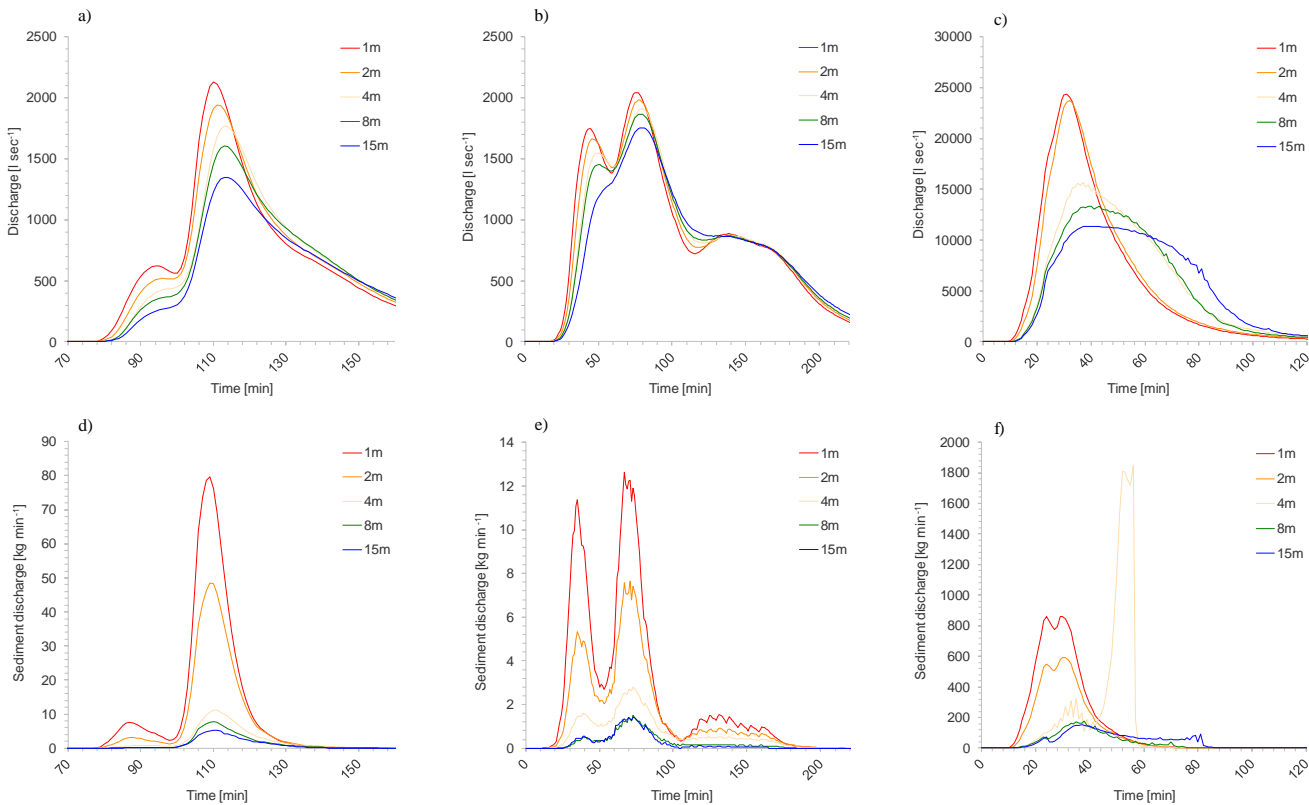 a)
2500
2000
1500
1000
500
0
Discharge [l sec⁻¹]
70
90
110
130
150
Time [min]
1m
2m
4m
8m
15m
b)
2500
2000
1500
1000
500
0
Discharge [l sec⁻¹]
0
50
100
150
200
Time [min]
1m
2m
4m
8m
15m
c)
30000
25000
20000
15000
10000
5000
0
Discharge [l sec⁻¹]
0
20
40
60
80
100
120
Time [min]
1m
2m
4m
8m
15m
d)
90
80
70
60
50
40
30
20
10
0
Sediment discharge [kg min⁻¹]
70
90
110
130
150
Time [min]
1m
2m
4m
8m
15m
e)
14
12
10
8
6
4
2
0
Sediment discharge [kg min⁻¹]
0
50
100
150
200
Time [min]
1m
2m
4m
8m
15m
f)
2000
1800
1600
1400
1200
1000
800
600
400
200
0
Sediment discharge [kg min⁻¹]
0
20
40
60
80
100
120
Time [min]
1m
2m
4m
8m
15m